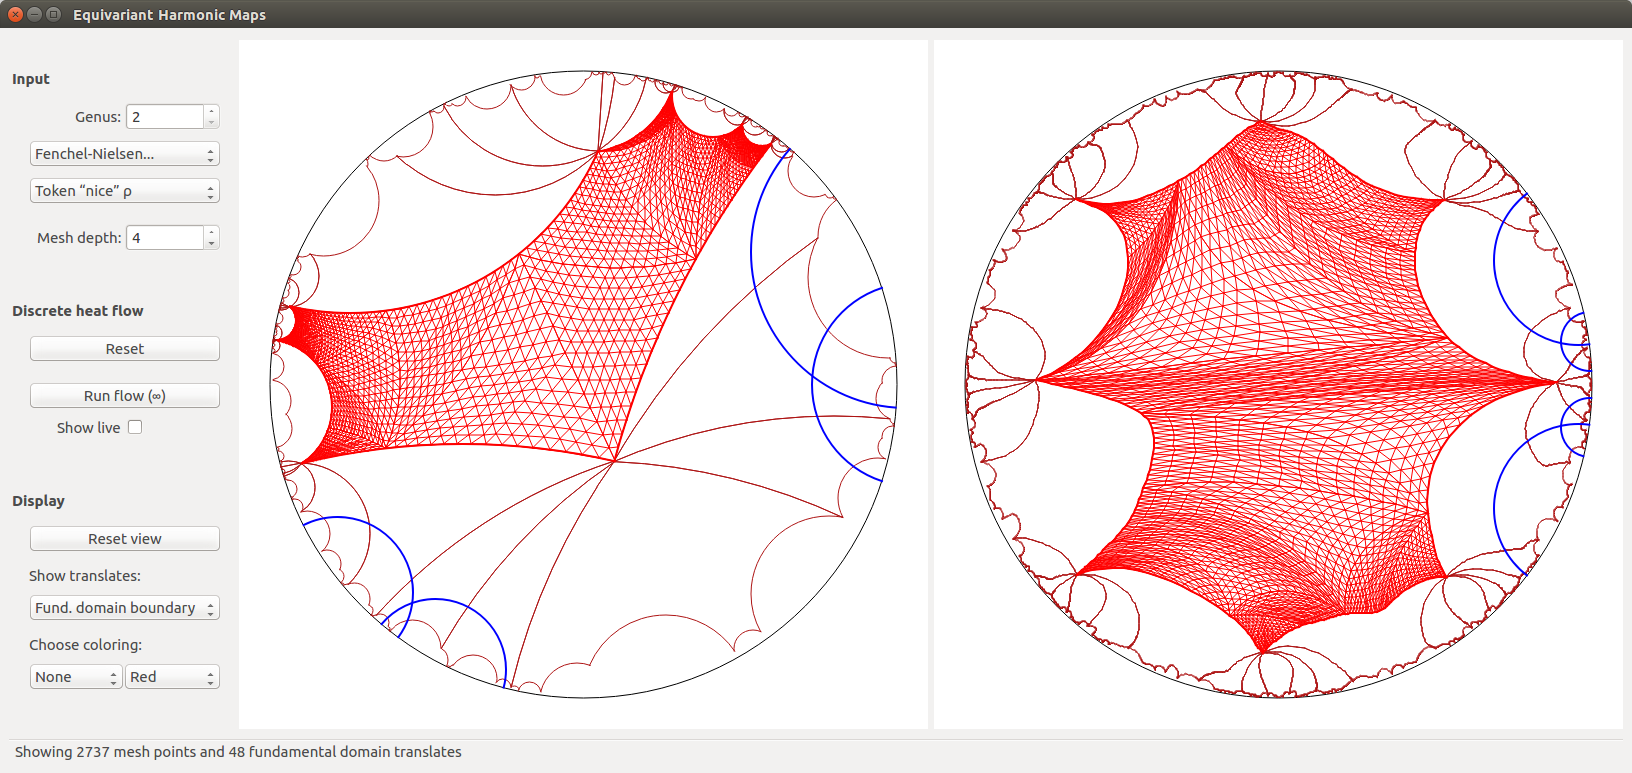 Equivariant Harmonic Maps
Input
Genus: 2
Fenchel-Nielsen...
Token “nice” ρ
Mesh depth: 4
Discrete heat flow
Reset
Run flow (∞)
Show live
Display
Reset view
Show translates:
Fund. domain boundary
Choose coloring:
None Red
Showing 2737 mesh points and 48 fundamental domain translates